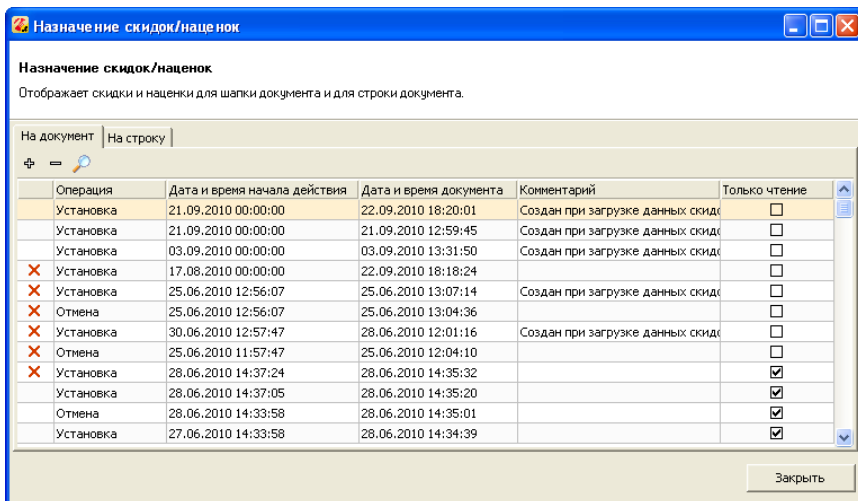 Назначение скидок/наценок
Назначение скидок/наценок
Отображает скидки и наценки для шапки документа и для строки документа.
На документ На строку
Операция Дата и время начала действия Дата и время документа Комментарий Только чтение
Установка 21.09.2010 00:00:00 22.09.2010 18:20:01 Создан при загрузке данных скидо
Установка 21.09.2010 00:00:00 21.09.2010 12:59:45 Создан при загрузке данных скидо
Установка 03.09.2010 00:00:00 03.09.2010 13:31:50 Создан при загрузке данных скидо
Установка 17.08.2010 00:00:00 22.09.2010 18:18:24
Установка 25.06.2010 12:56:07 25.06.2010 13:07:14 Создан при загрузке данных скидо
Отмена 25.06.2010 12:56:07 25.06.2010 13:04:36
Установка 30.06.2010 12:57:47 28.06.2010 12:01:16 Создан при загрузке данных скидо
Отмена 25.06.2010 11:57:47 25.06.2010 12:04:10
Установка 28.06.2010 14:37:24 28.06.2010 14:35:32
Установка 28.06.2010 14:37:05 28.06.2010 14:35:20
Отмена 28.06.2010 14:33:58 28.06.2010 14:35:01
Установка 27.06.2010 14:33:58 28.06.2010 14:34:39
Закрыть